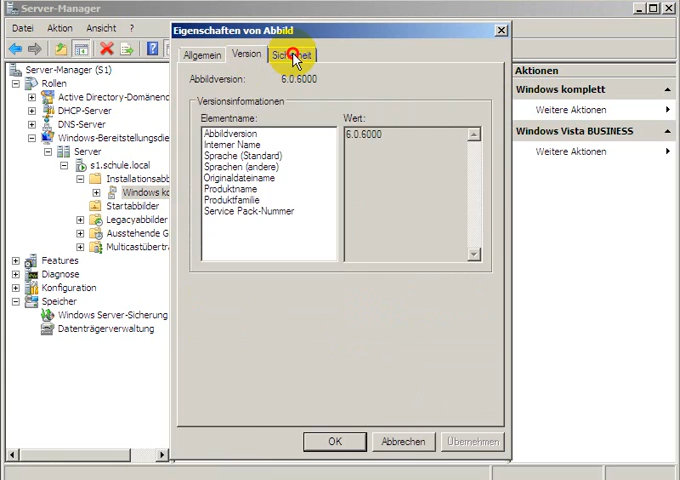 Server-Manager
Datei Aktion Ansicht ?
Server-Manager (S1)
Rollen
Active Directory-Domänend
DHCP-Server
DNS-Server
Windows-Bereitstellungsdie
Server
s1.schule.local
Installationsabb
Windows ko
Startabbilder
Legacyabbilder
Ausstehende G
Multicastübertr
Features
Diagnose
Konfiguration
Speicher
Windows Server-Sicherung
Datenträgerverwaltung
Eigenschaften von Abbild
Allgemein Version Sicherheit
Abbildversion: 6.0.6000
Versionsinformationen
Elementname: Wert:
Abbildversion
Interner Name
Sprache (Standard)
Sprachen (andere)
Originaldateiname
Produktname
Produktfamilie
Service Pack-Nummer
6.0.6000
OK Abbrechen Übernehmen
Aktionen
Windows komplett
Weitere Aktionen
Windows Vista BUSINESS
Weitere Aktionen